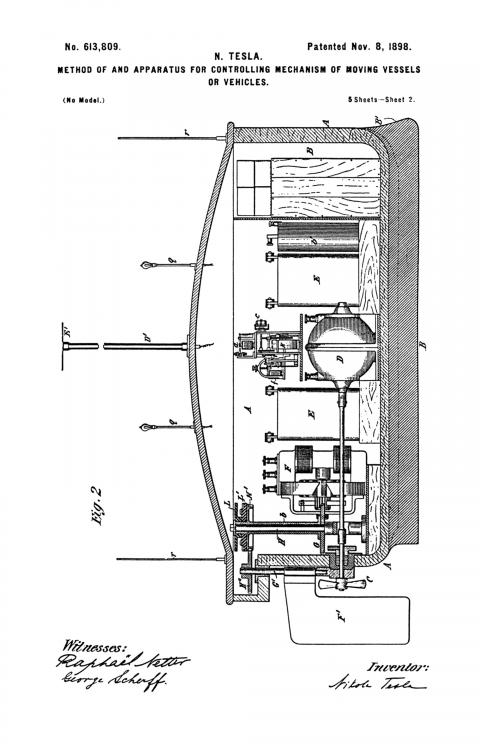 No. 613,809.
Patented Nov. 8, 1898.
N. TESLA.
METHOD OF AND APPARATUS FOR CONTROLLING MECHANISM OF MOVING VESSELS
OR VEHICLES.
(No Model.)
5 Sheets—Sheet 2.
r
A
B'
B
q
D'
E
E'
D'
c
a
D
B
A
E
q
F
Fig. 2
L
b
H
G
r
A
G'
C
F'
Witnesses:
Raphaël Netter
George Scherff.
Inventor:
Nikola Tesla